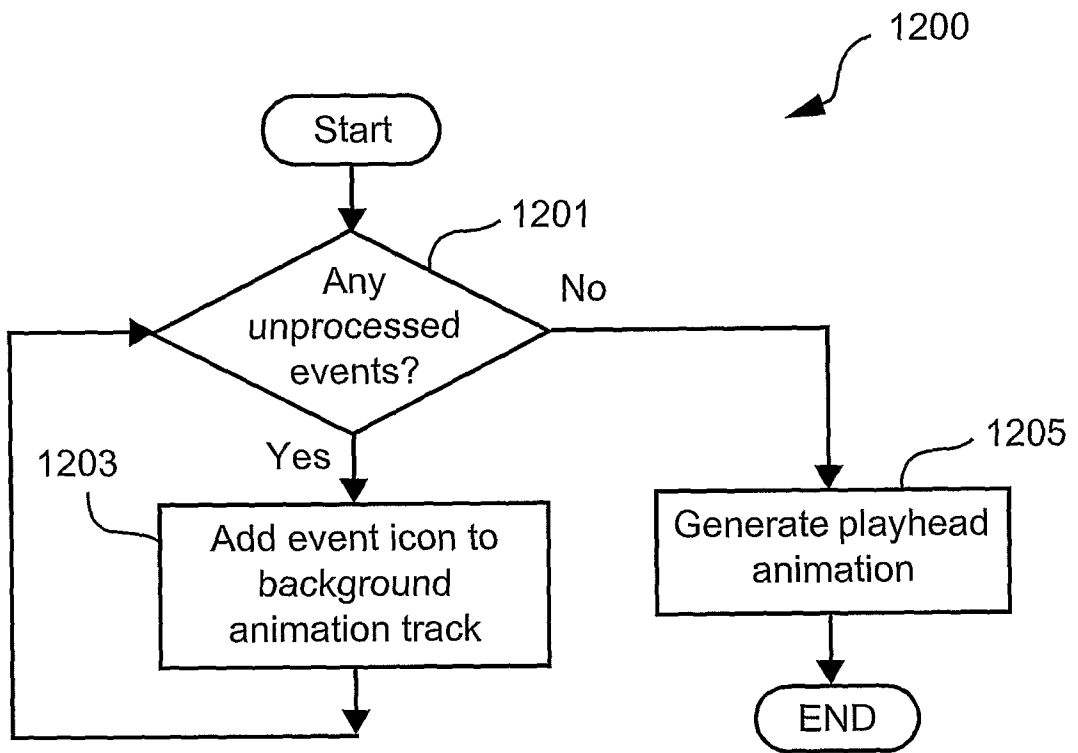 1200
Start
1201
Any
unprocessed
events?
No
Yes
1203
Add event icon to
background
animation track
1205
Generate playhead
animation
END